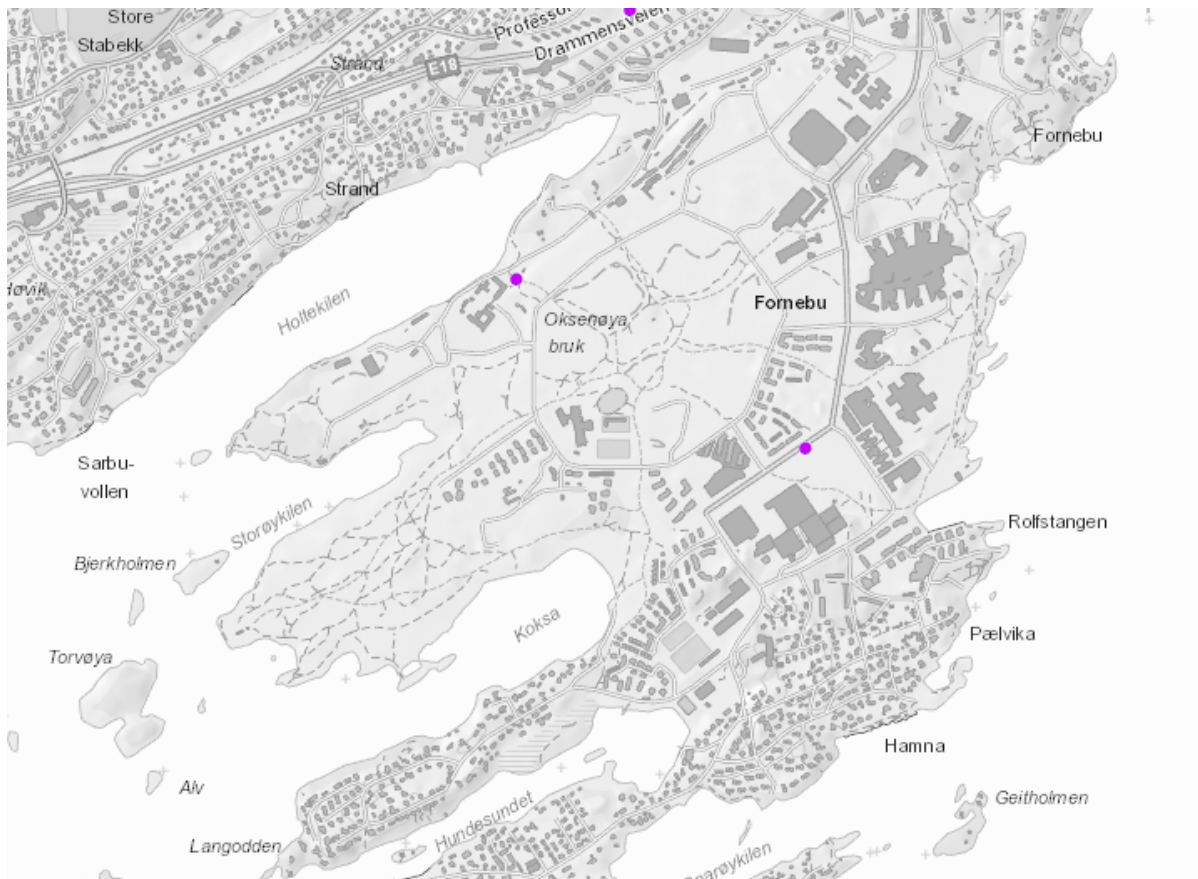 Store
Stabekk
Professor
Drammensveien
Strand
E18
Fornebu
Strand
Høvik
Holtekilen
Fornebu
Oksenøya
bruk
Sarbu-
vollen
Storøykilen
Rolfstangen
Bjerkholmen
Koksa
Pælvika
Torvøya
Hamna
Alv
Geitholmen
Hundesundet
Langodden